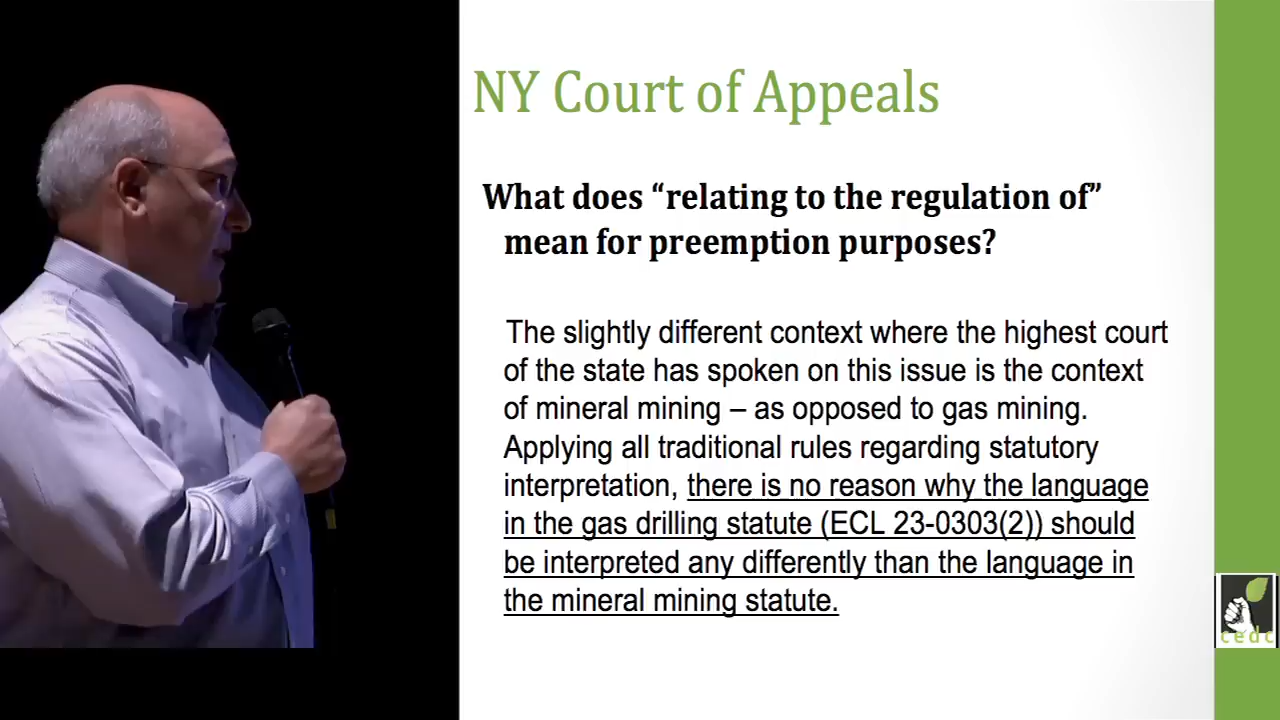 NY Court of Appeals
What does “relating to the regulation of”
mean for preemption purposes?
The slightly different context where the highest court
of the state has spoken on this issue is the context
of mineral mining – as opposed to gas mining.
Applying all traditional rules regarding statutory
interpretation, there is no reason why the language
in the gas drilling statute (ECL 23-0303(2)) should
be interpreted any differently than the language in
the mineral mining statute.
cedc